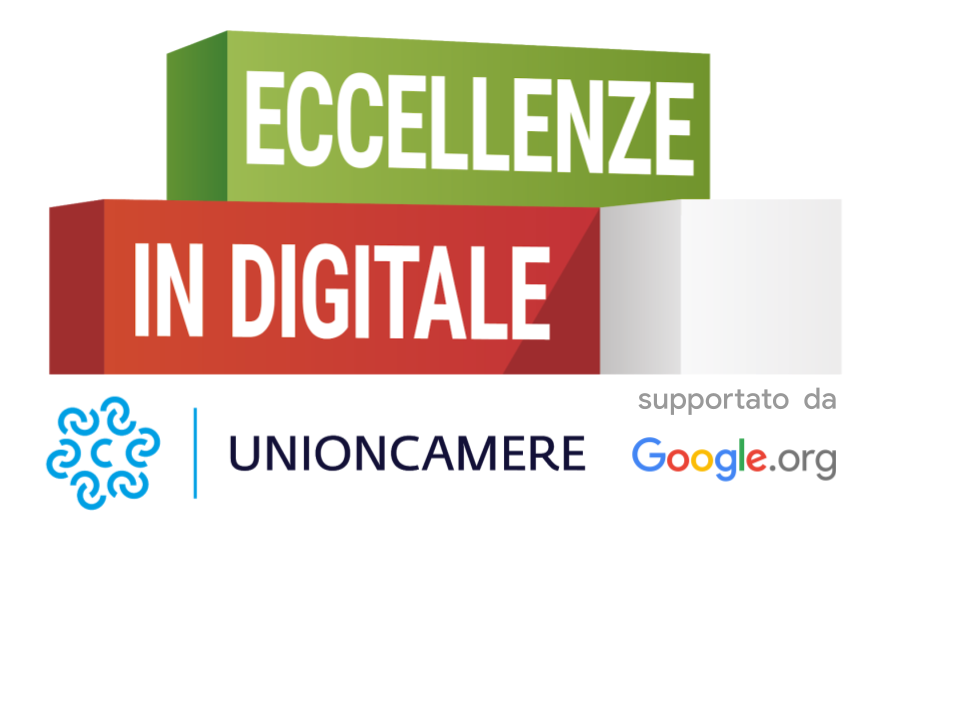 ECCELLENZE
IN DIGITALE
UNIONCAMERE
supportato da
Google.org